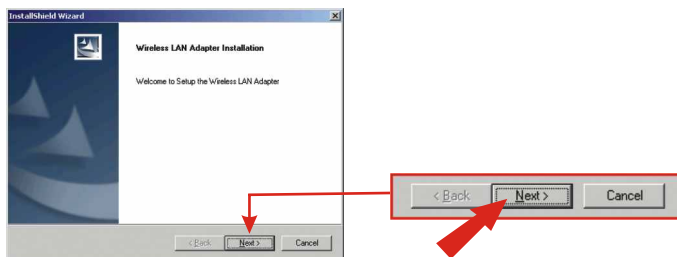 InstallShield Wizard
Wireless LAN Adapter Installation
Welcome to Setup the Wireless LAN Adapter
< Back Next > Cancel
< Back Next > Cancel